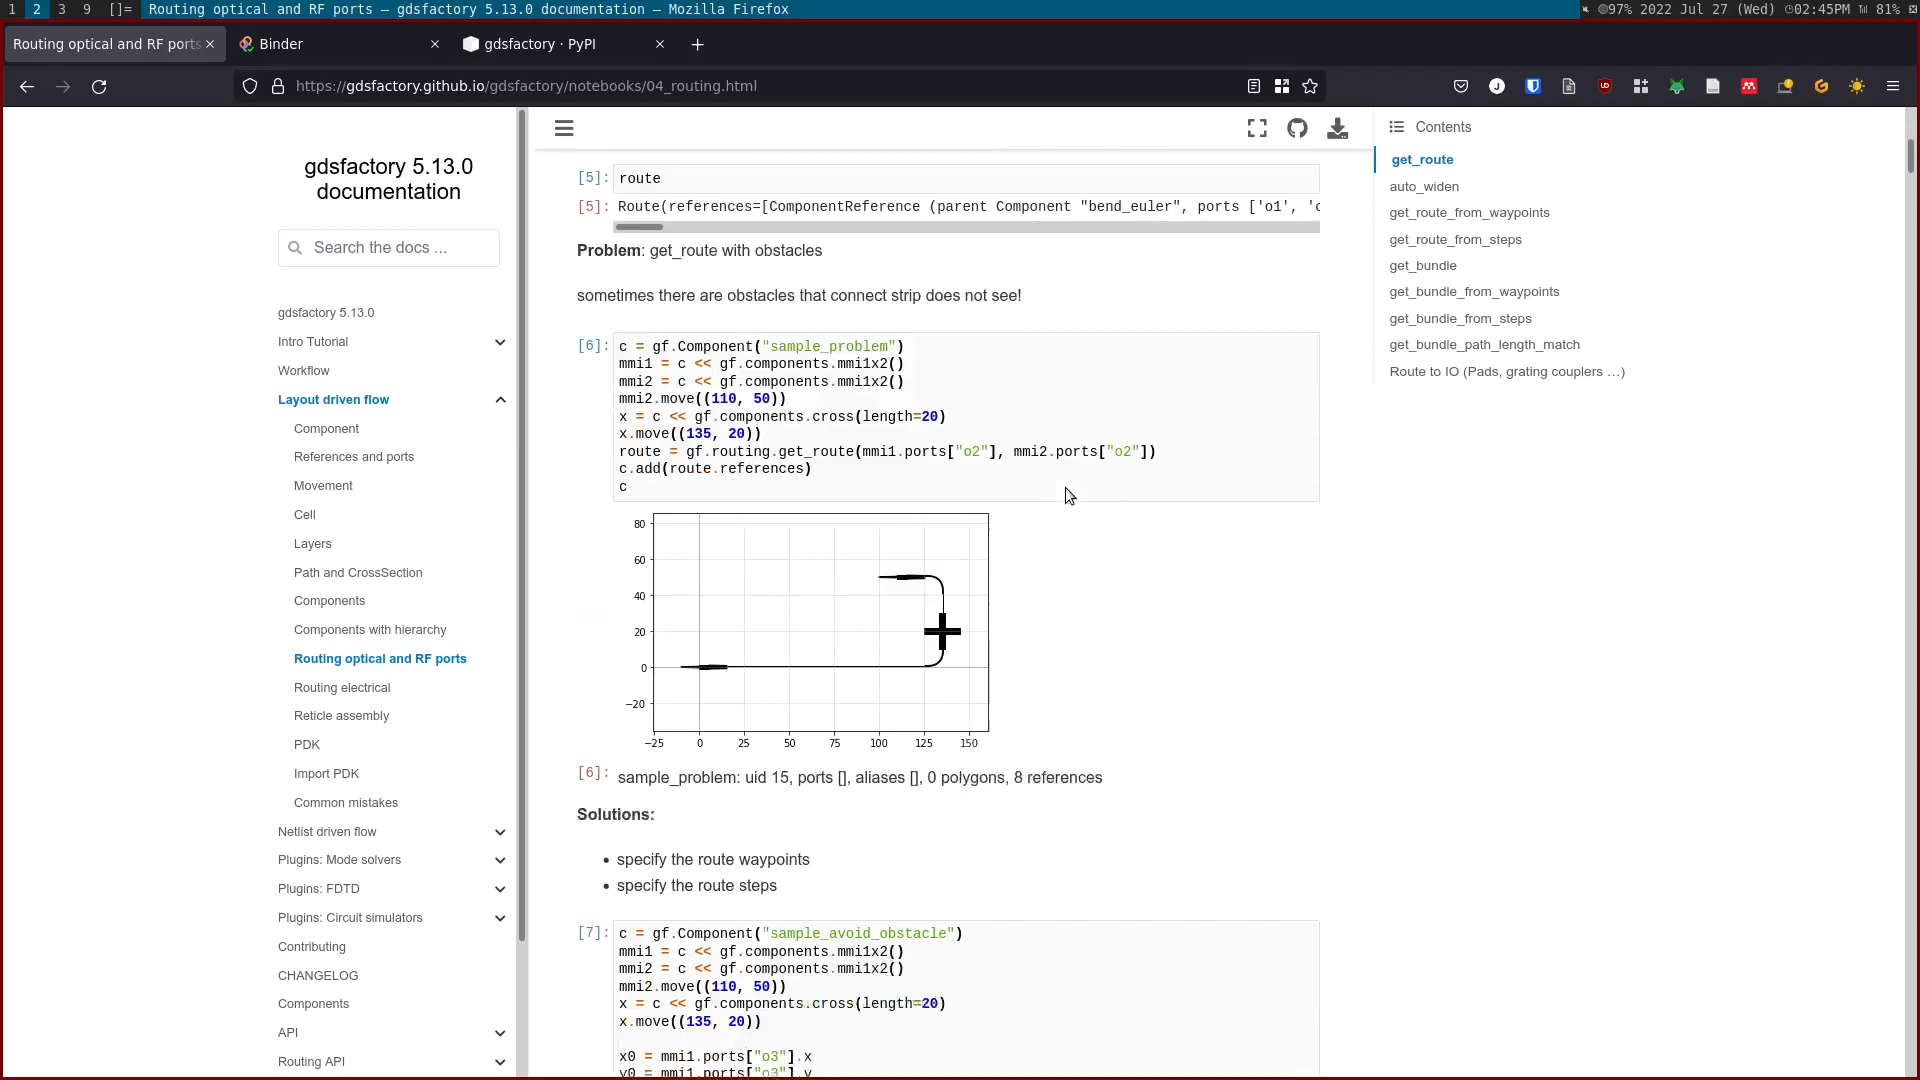 1 2 3 9 []= Routing optical and RF ports — gdsfactory 5.13.0 documentation — Mozilla Firefox 97% 2022 Jul 27 (Wed) 02:45PM 81%
Routing optical and RF ports
Binder
gdsfactory · PyPI
https://gdsfactory.github.io/gdsfactory/notebooks/04_routing.html
gdsfactory 5.13.0
documentation
Search the docs ...
gdsfactory 5.13.0
Intro Tutorial
Workflow
Layout driven flow
Component
References and ports
Movement
Cell
Layers
Path and CrossSection
Components
Components with hierarchy
Routing optical and RF ports
Routing electrical
Reticle assembly
PDK
Import PDK
Common mistakes
Netlist driven flow
Plugins: Mode solvers
Plugins: FDTD
Plugins: Circuit simulators
Contributing
CHANGELOG
Components
API
Routing API
[5]: route
[5]: Route(references=[ComponentReference (parent Component "bend_euler", ports ['o1', 'o
Problem: get_route with obstacles
sometimes there are obstacles that connect strip does not see!
[6]: c = gf.Component("sample_problem")
mmi1 = c << gf.components.mmi1x2()
mmi2 = c << gf.components.mmi1x2()
mmi2.move((110, 50))
x = c << gf.components.cross(length=20)
x.move((135, 20))
route = gf.routing.get_route(mmi1.ports["o2"], mmi2.ports["o2"])
c.add(route.references)
c
80
60
40
20
0
−20
−25 0 25 50 75 100 125 150
[6]: sample_problem: uid 15, ports [], aliases [], 0 polygons, 8 references
Solutions:
• specify the route waypoints
• specify the route steps
[7]: c = gf.Component("sample_avoid_obstacle")
mmi1 = c << gf.components.mmi1x2()
mmi2 = c << gf.components.mmi1x2()
mmi2.move((110, 50))
x = c << gf.components.cross(length=20)
x.move((135, 20))
x0 = mmi1.ports["o3"].x
y0 = mmi1.ports["o3"].y
Contents
get_route
auto_widen
get_route_from_waypoints
get_route_from_steps
get_bundle
get_bundle_from_waypoints
get_bundle_from_steps
get_bundle_path_length_match
Route to IO (Pads, grating couplers …)